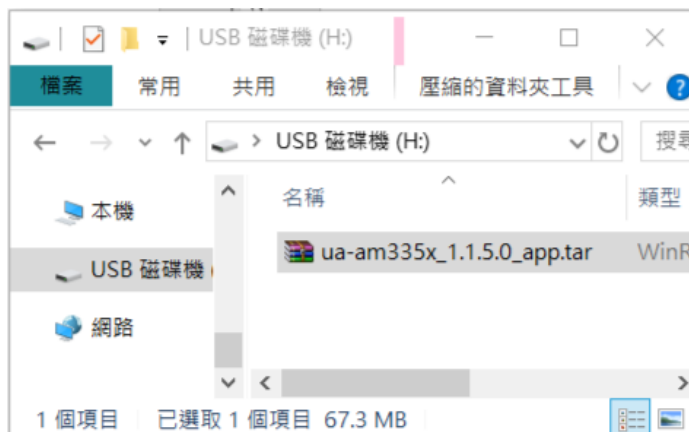 USB 磁碟機 (H:)
檔案 常用 共用 檢視 壓縮的資料夾工具
USB 磁碟機 (H:) 搜尋
本機 名稱 類型
USB 磁碟機 ua-am335x_1.1.5.0_app.tar WinR
網路
1 個項目 已選取 1 個項目 67.3 MB